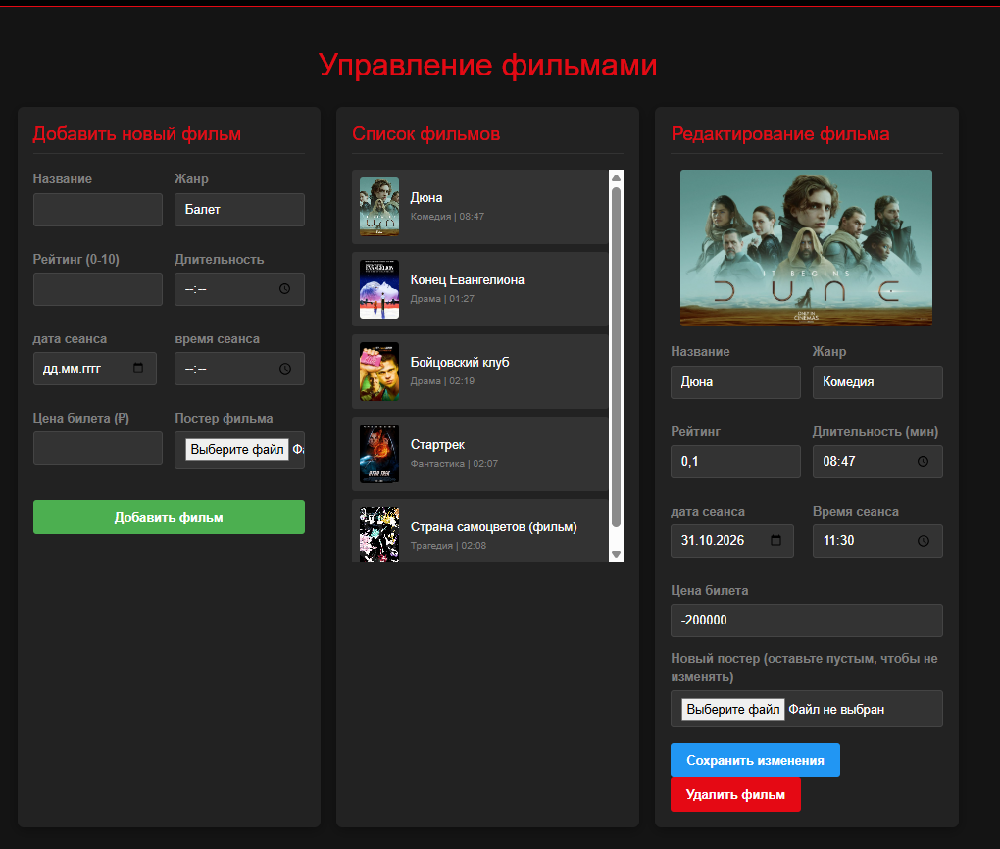 Управление фильмами
Добавить новый фильм
Название Жанр
Балет
Рейтинг (0-10) Длительность
--:--
дата сеанса время сеанса
дд.мм.гггг --:--
Цена билета (₽) Постер фильма
Выберите файл
Добавить фильм
Список фильмов
Дюна
Комедия | 08:47
Конец Евангелиона
Драма | 01:27
Бойцовский клуб
Драма | 02:19
Стартрек
Фантастика | 02:07
Страна самоцветов (фильм)
Трагедия | 02:08
Редактирование фильма
IT BEGINS
DUNE
ONLY IN
CINEMAS
Название Жанр
Дюна Комедия
Рейтинг Длительность (мин)
0,1 08:47
дата сеанса Время сеанса
31.10.2026 11:30
Цена билета
-200000
Новый постер (оставьте пустым, чтобы не
изменять)
Выберите файл Файл не выбран
Сохранить изменения
Удалить фильм